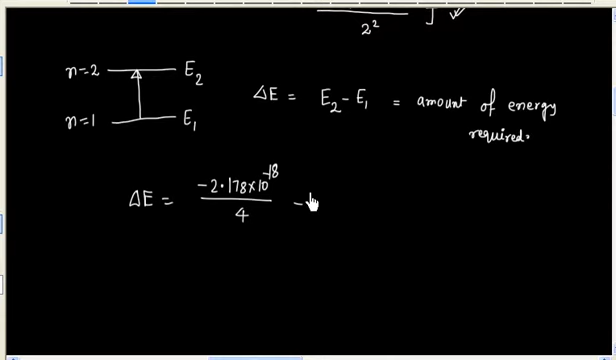 2²
n=2 E₂
ΔE = E₂ - E₁ = amount of energy
n=1 E₁
required.
ΔE = -2.178×10⁻¹⁸ / 4 -